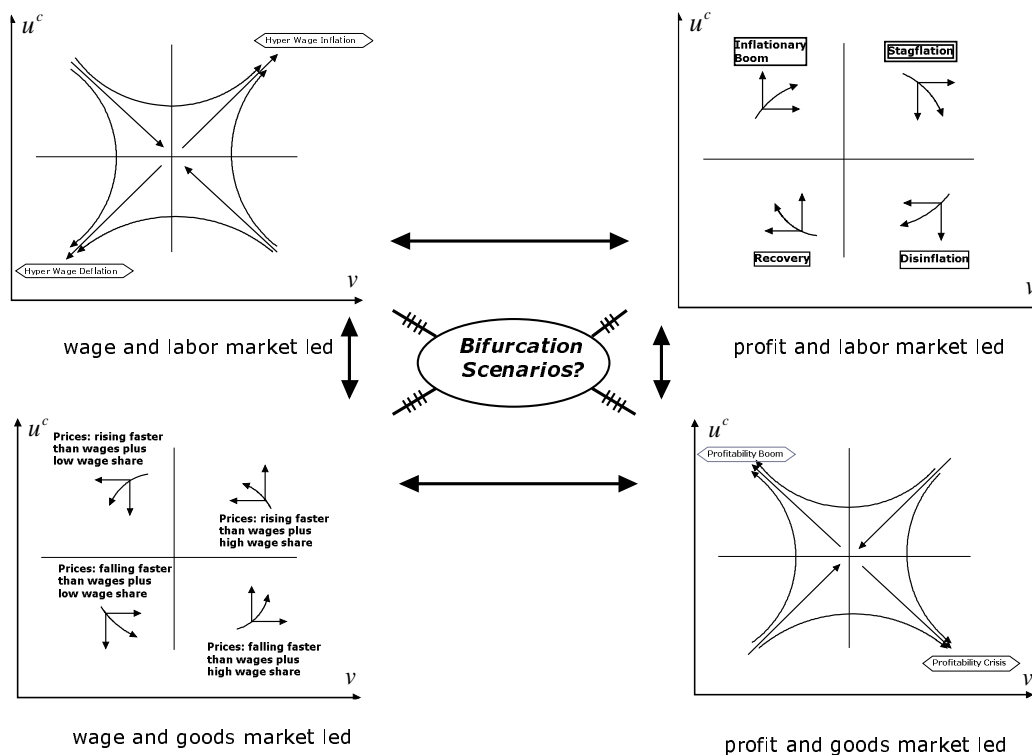 u^c
Hyper Wage Inflation
Hyper Wage Deflation
v
wage and labor market led
u^c
Inflationary
Boom
Stagflation
Recovery
Disinflation
v
profit and labor market led
Bifurcation
Scenarios?
u^c
Prices: rising faster
than wages plus
low wage share
Prices: rising faster
than wages plus
high wage share
Prices: falling faster
than wages plus
low wage share
Prices: falling faster
than wages plus
high wage share
v
wage and goods market led
u^c
Profitability Boom
Profitability Crisis
v
profit and goods market led